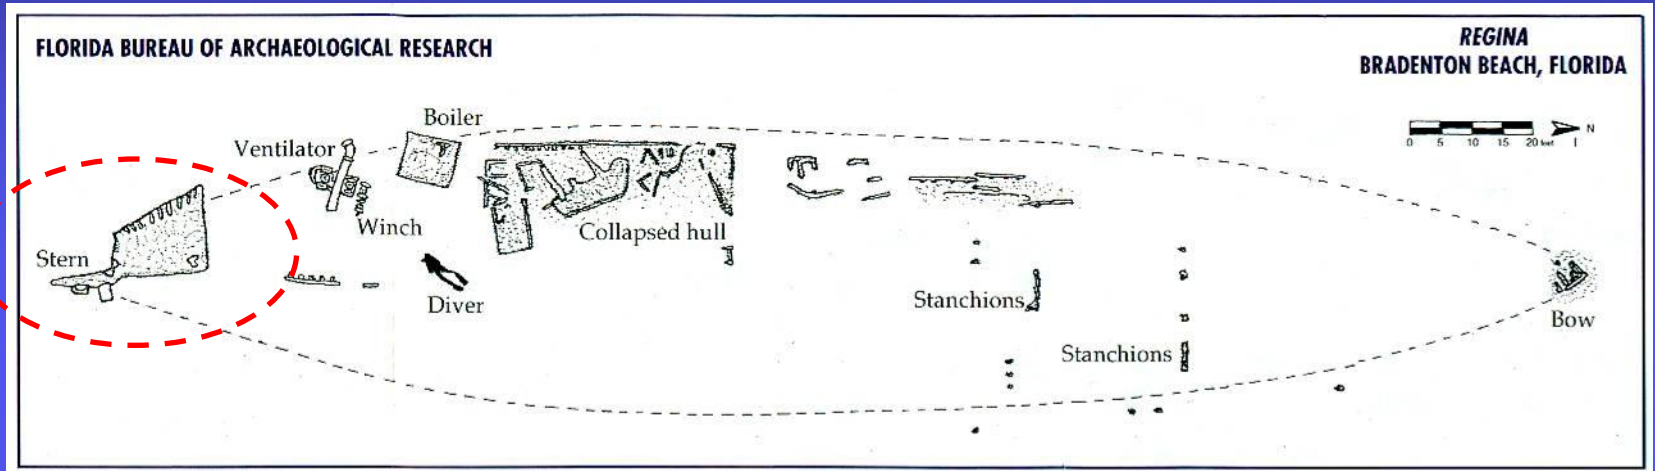 FLORIDA BUREAU OF ARCHAEOLOGICAL RESEARCH
REGINA
BRADENTON BEACH, FLORIDA
Boiler
Ventilator
N
0 5 10 15 20 feet
Winch
Collapsed hull
Stern
Diver
Stanchions
Bow
Stanchions